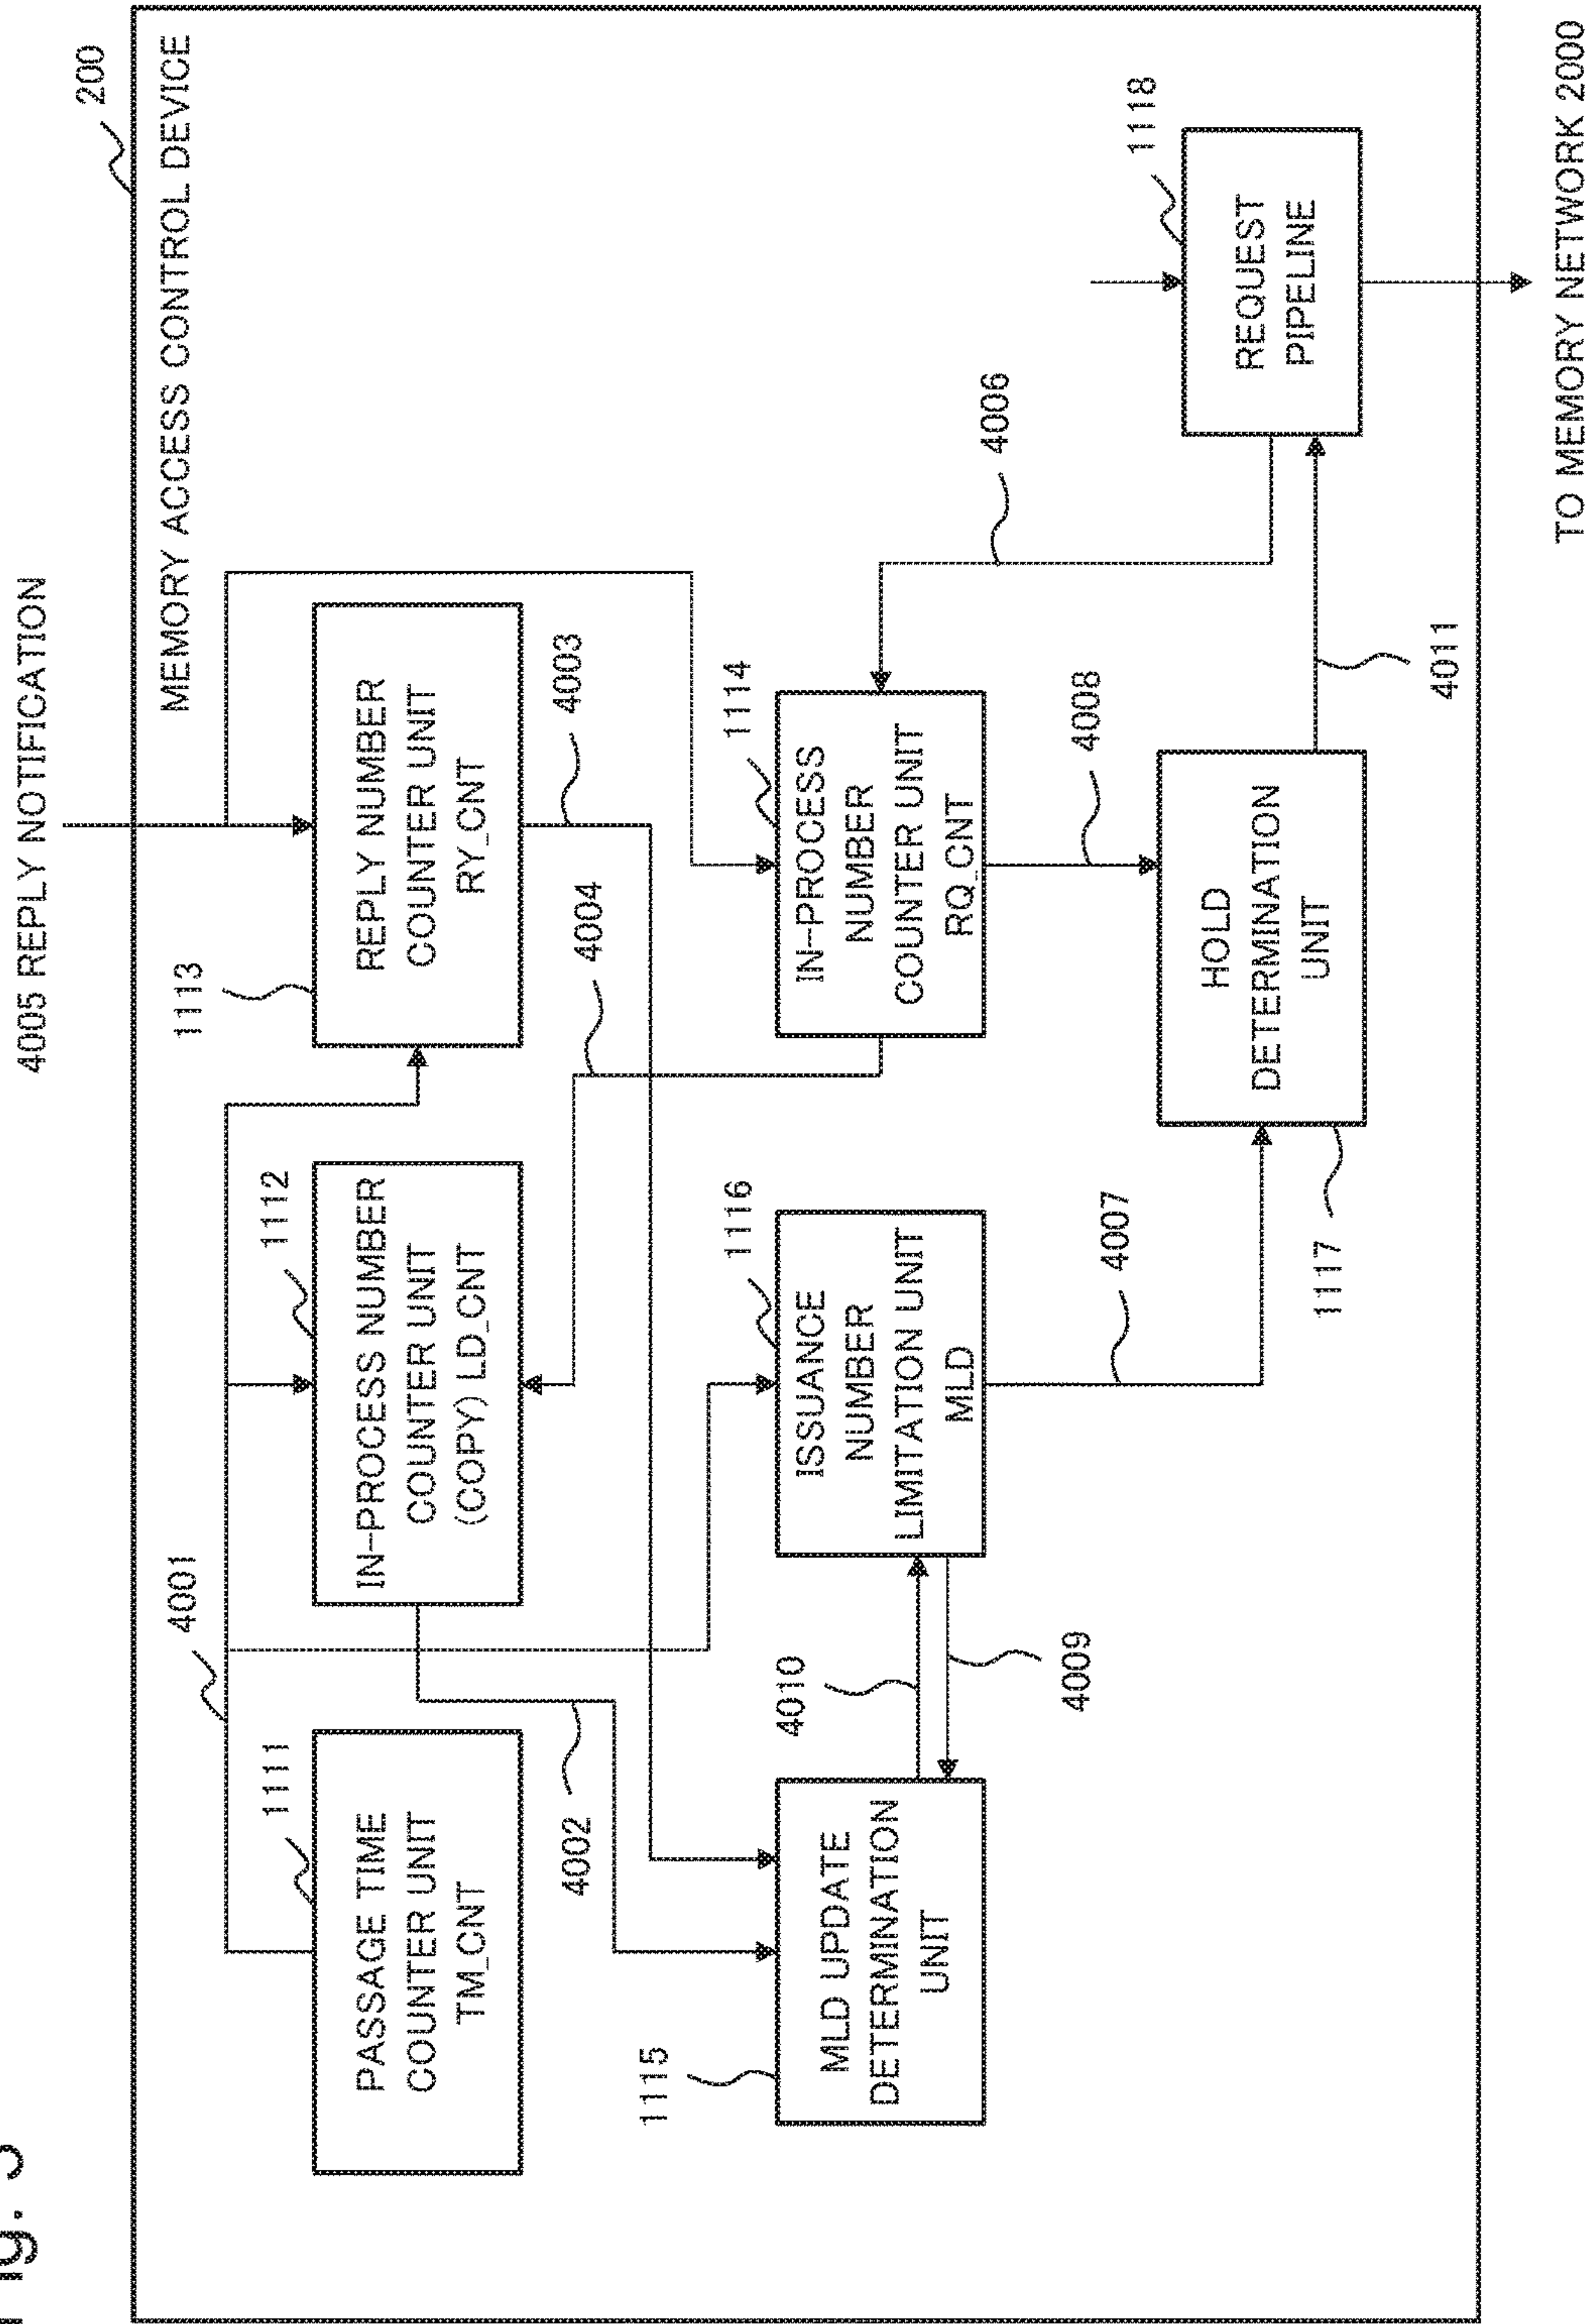 4005 REPLY NOTIFICATION
200
MEMORY ACCESS CONTROL DEVICE
4001
1111
PASSAGE TIME
COUNTER UNIT
TM_CNT
1112
IN-PROCESS NUMBER
COUNTER UNIT
(COPY) LD_CNT
1113
REPLY NUMBER
COUNTER UNIT
RY_CNT
4002
4004
4003
1115
MLD UPDATE
DETERMINATION
UNIT
4010
4009
1116
ISSUANCE
NUMBER
LIMITATION UNIT
MLD
1114
IN-PROCESS
NUMBER
COUNTER UNIT
RQ_CNT
4006
4007
4008
1117
HOLD
DETERMINATION
UNIT
4011
1118
REQUEST
PIPELINE
TO MEMORY NETWORK 2000